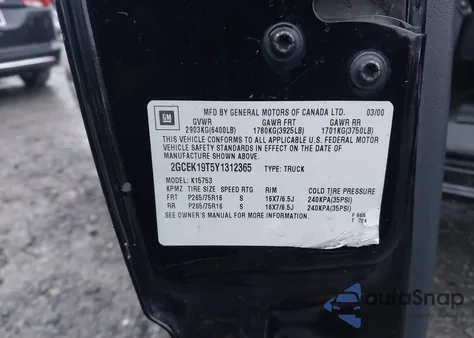 GM
MFD BY GENERAL MOTORS OF CANADA LTD. 03/00
GVWR GAWR FRT GAWR RR
2903KG(6400LB) 1780KG(3925LB) 1701KG(3750LB)
THIS VEHICLE CONFORMS TO ALL APPLICABLE U.S. FEDERAL MOTOR
VEHICLE SAFETY AND THEFT PREVENTION STANDARDS IN EFFECT ON
THE DATE OF MANUFACTURE SHOWN ABOVE.
2GCEK19T5Y1312365 TYPE: TRUCK
MODEL: K15753
KPMZ TIRE SIZE SPEED RTG RIM COLD TIRE PRESSURE
FRT P265/75R16 S 16X7/6.5J 240KPA(35PSI)
RR P265/75R16 S 16X7/6.5J 240KPA(35PSI)
SEE OWNER'S MANUAL FOR MORE INFORMATION.
autoSnap